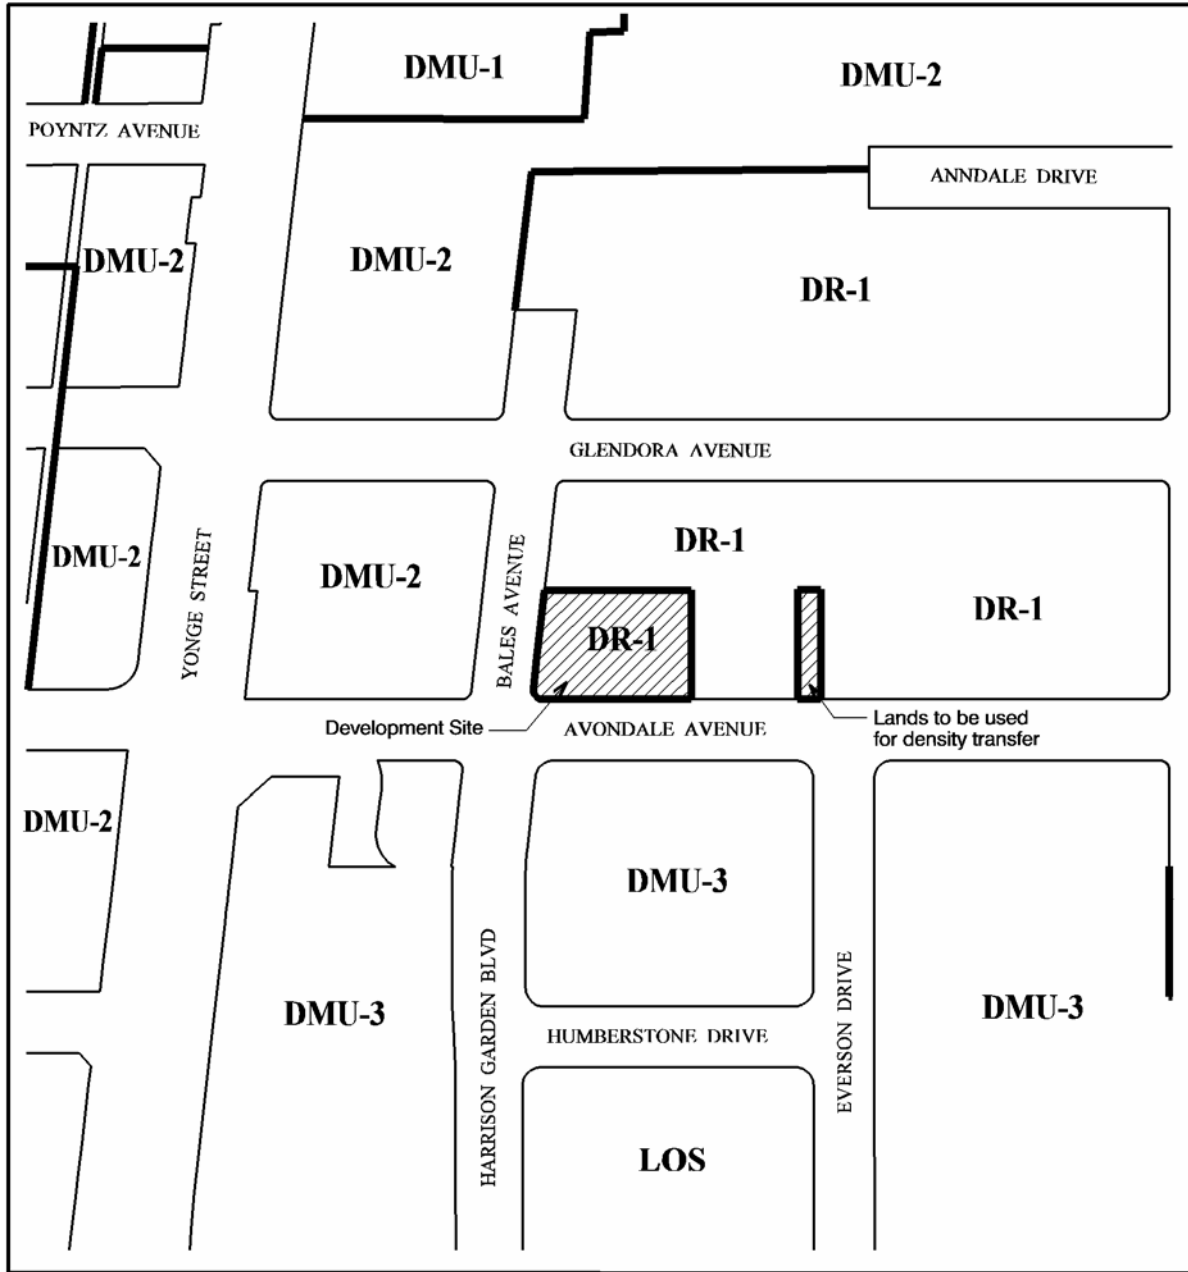 DMU-1
DMU-2
POYNTZ AVENUE
ANNDALE DRIVE
DMU-2
DMU-2
DR-1
GLENDORA AVENUE
DMU-2
YONGE STREET
DMU-2
BALES AVENUE
DR-1
DR-1
DR-1
Development Site
AVONDALE AVENUE
Lands to be used
for density transfer
DMU-2
DMU-3
DMU-3
HARRISON GARDEN BLVD
HUMBERSTONE DRIVE
EVERSON DRIVE
DMU-3
LOS